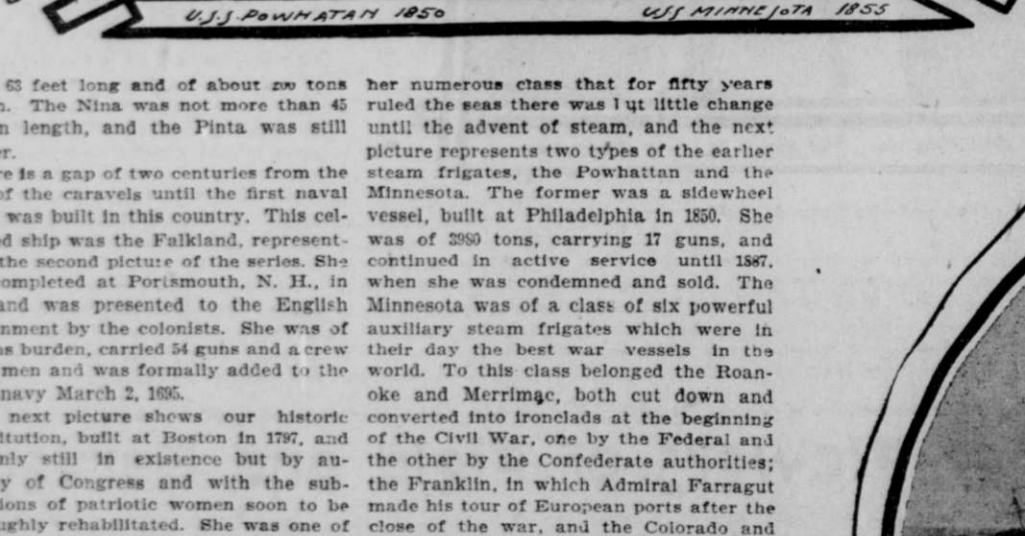 U.S.S. POWHATAN 1850
USS MINNESOTA 1855
63 feet long and of about tons
The Nina was not more than 45
length, and the Pinta was still
is a gap of two centuries from the
of the caravels until the first naval
was built in this country. This cel-
ship was the Falkland, represent-
the second picture of the series. She
completed at Portsmouth, N. H., in
and was presented to the English
by the colonists. She was of
burden, carried 54 guns and a crew
men and was formally added to the
navy March 2, 1695.
next picture shows our historic
built at Boston in 1797, and
still in existence but by au-
of Congress and with the sub-
of patriotic women soon to be
rehabilitated. She was one of
her numerous class that for fifty years
ruled the seas there was little change
until the advent of steam, and the next
picture represents two types of the earlier
steam frigates, the Powhattan and the
Minnesota. The former was a sidewheel
vessel, built at Philadelphia in 1850. She
was of 3980 tons, carrying 17 guns, and
continued in active service until 1887,
when she was condemned and sold. The
Minnesota was of a class of six powerful
auxiliary steam frigates which were in
their day the best war vessels in the
world. To this class belonged the Roan-
oke and Merrimac, both cut down and
converted into ironclads at the beginning
of the Civil War, one by the Federal and
the other by the Confederate authorities;
the Franklin, in which Admiral Farragut
made his tour of European ports after the
close of the war, and the Colorado and